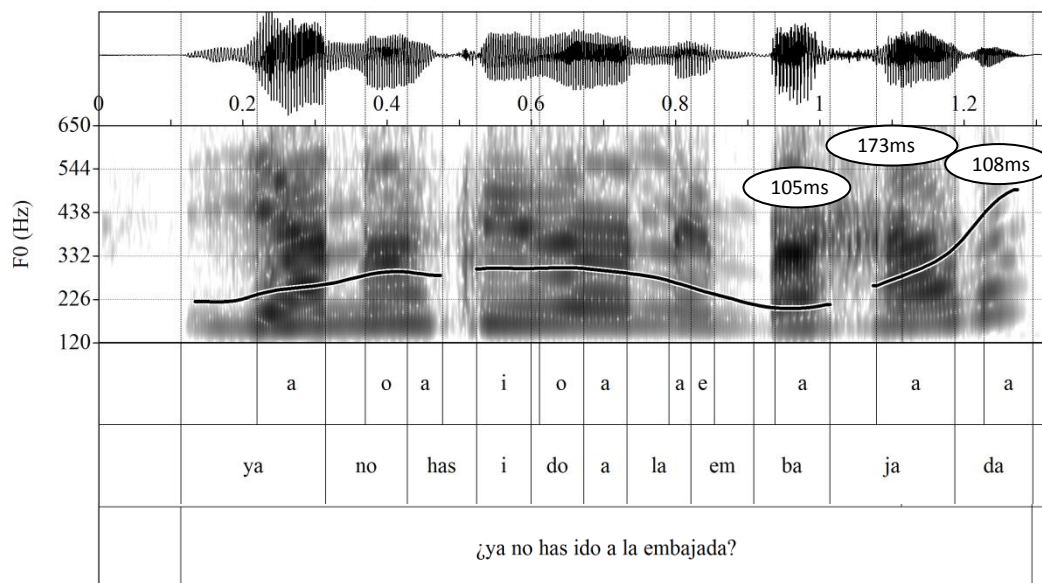 0 0.2 0.4 0.6 0.8 1 1.2
650
544
438
332
226
120
F0 (Hz)
105ms 173ms 108ms
a o a i o a a e a a a
ya no has i do a la em ba ja da
¿ya no has ido a la embajada?